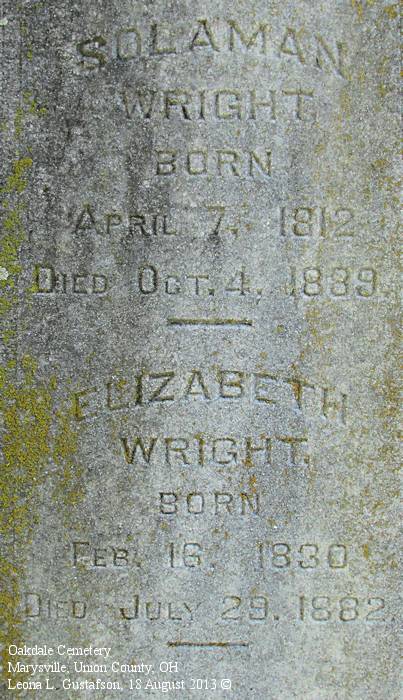 SOLAMAN
WRIGHT.
BORN
APRIL 7, 1812
DIED OCT. 4, 1889.
ELIZABETH
WRIGHT.
BORN
FEB. 16, 1830
DIED JULY 29, 1882.
Oakdale Cemetery
Marysville, Union County, OH
Leona L. Gustafson, 18 August 2013 ©